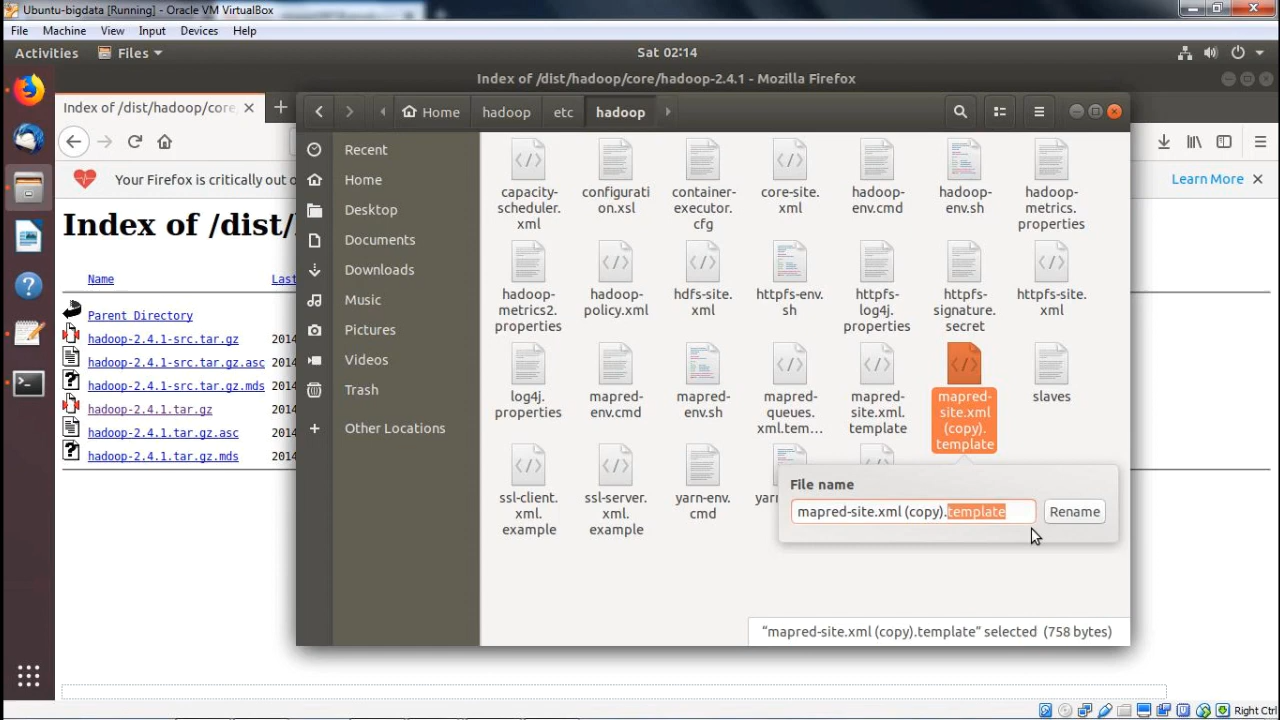 Ubuntu-bigdata [Running] - Oracle VM VirtualBox
File Machine View Input Devices Help
Activities Files Sat 02:14
Index of /dist/hadoop/core/hadoop-2.4.1 - Mozilla Firefox
Index of /dist/hadoop/core
Home hadoop etc hadoop
Your Firefox is critically out o
Learn More
Index of /dist/
Name Last
Parent Directory
hadoop-2.4.1-src.tar.gz 2014
hadoop-2.4.1-src.tar.gz.asc 2014
hadoop-2.4.1-src.tar.gz.mds 2014
hadoop-2.4.1.tar.gz 2014
hadoop-2.4.1.tar.gz.asc 2014
hadoop-2.4.1.tar.gz.mds 2014
Recent
Home
Desktop
Documents
Downloads
Music
Pictures
Videos
Trash
Other Locations
capacity-
scheduler.
xml
configurati
on.xsl
container-
executor.
cfg
core-site.
xml
hadoop-
env.cmd
hadoop-
env.sh
hadoop-
metrics.
properties
hadoop-
metrics2.
properties
hadoop-
policy.xml
hdfs-site.
xml
httpfs-env.
sh
httpfs-
log4j.
properties
httpfs-
signature.
secret
httpfs-site.
xml
log4j.
properties
mapred-
env.cmd
mapred-
env.sh
mapred-
queues.
xml.tem…
mapred-
site.xml.
template
mapred-
site.xml
(copy).
template
slaves
ssl-client.
xml.
example
ssl-server.
xml.
example
yarn-env.
cmd
yar
File name
mapred-site.xml (copy).template
Rename
“mapred-site.xml (copy).template” selected (758 bytes)
Right Ctrl